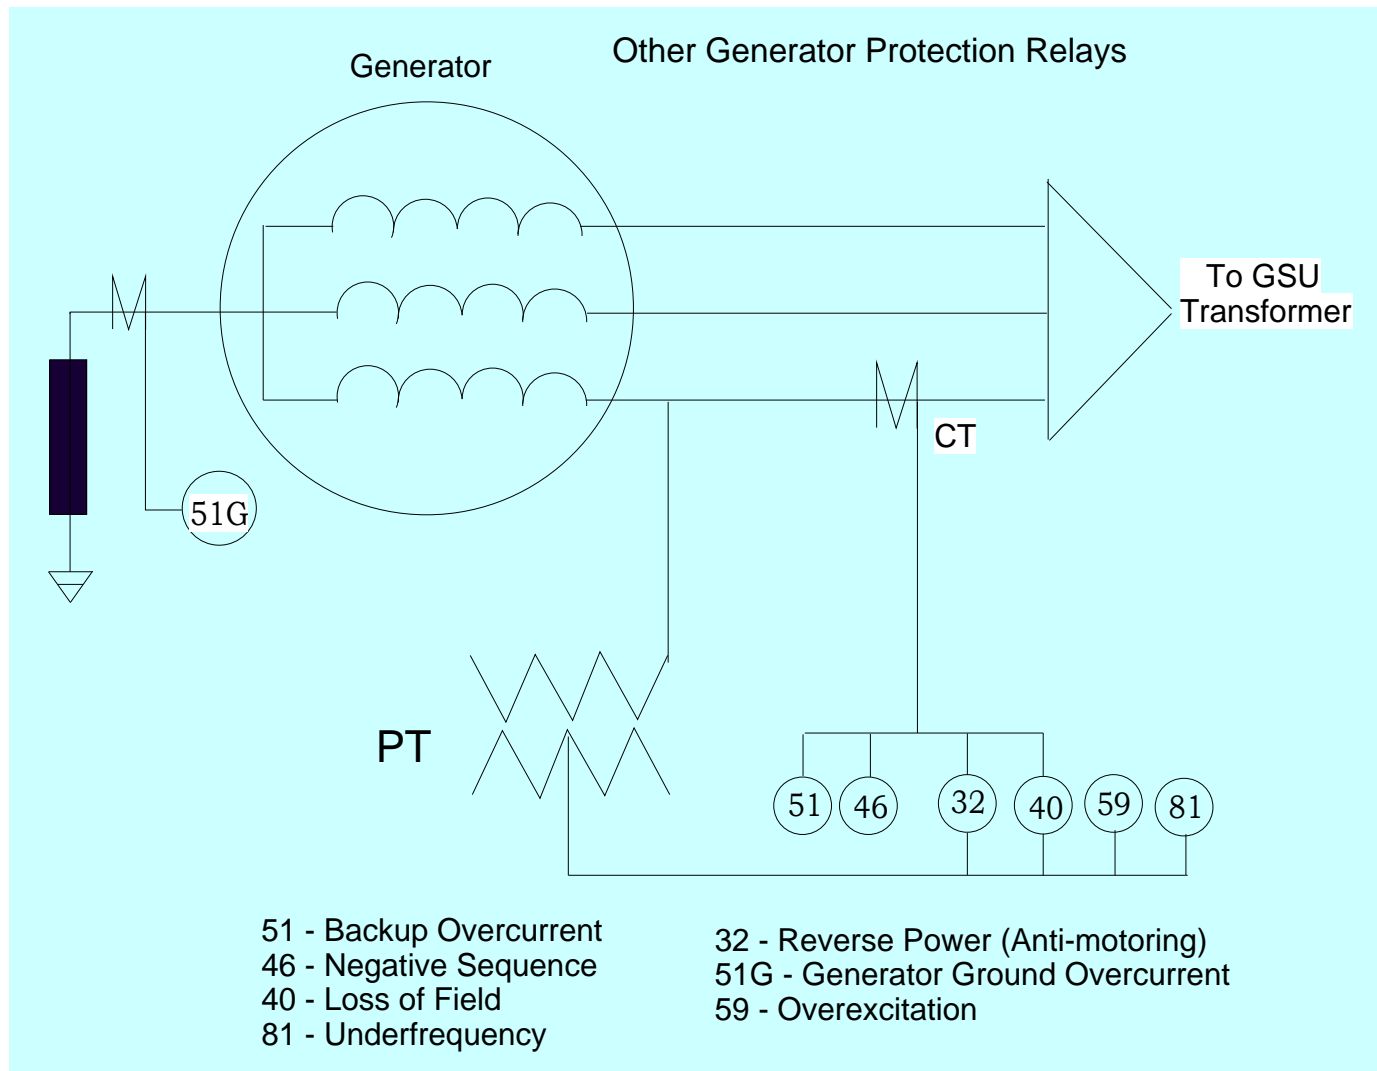 Other Generator Protection Relays
Generator
To GSU
Transformer
CT
51G
PT
51
46
32
40
59
81
51 - Backup Overcurrent
46 - Negative Sequence
40 - Loss of Field
81 - Underfrequency
32 - Reverse Power (Anti-motoring)
51G - Generator Ground Overcurrent
59 - Overexcitation